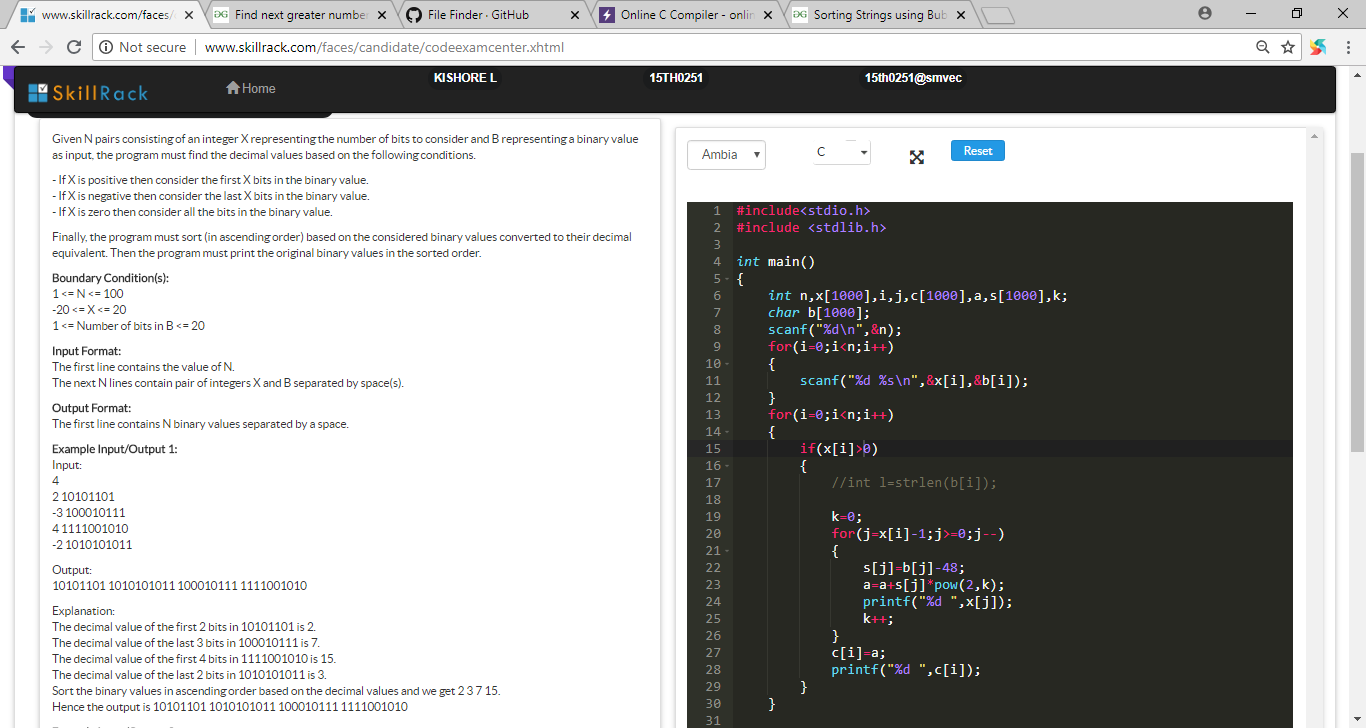 www.skillrack.com/faces/
Find next greater numbe
File Finder · GitHub
Online C Compiler - onlin
Sorting Strings using Bub
Not secure
www.skillrack.com/faces/candidate/codeexamcenter.xhtml
SkillRack
Home
KISHORE L
15TH0251
15th0251@smvec
Given N pairs consisting of an integer X representing the number of bits to consider and B representing a binary value
as input, the program must find the decimal values based on the following conditions.
- If X is positive then consider the first X bits in the binary value.
- If X is negative then consider the last X bits in the binary value.
- If X is zero then consider all the bits in the binary value.
Finally, the program must sort (in ascending order) based on the considered binary values converted to their decimal
equivalent. Then the program must print the original binary values in the sorted order.
Boundary Condition(s):
1 <= N <= 100
-20 <= X <= 20
1 <= Number of bits in B <= 20
Input Format:
The first line contains the value of N.
The next N lines contain pair of integers X and B separated by space(s).
Output Format:
The first line contains N binary values separated by a space.
Example Input/Output 1:
Input:
4
2 10101101
-3 100010111
4 1111001010
-2 1010101011
Output:
10101101 1010101011 100010111 1111001010
Explanation:
The decimal value of the first 2 bits in 10101101 is 2.
The decimal value of the last 3 bits in 100010111 is 7.
The decimal value of the first 4 bits in 1111001010 is 15.
The decimal value of the last 2 bits in 1010101011 is 3.
Sort the binary values in ascending order based on the decimal values and we get 2 3 7 15.
Hence the output is 10101101 1010101011 100010111 1111001010
Ambia
C
Reset
1 #include<stdio.h>
2 #include <stdlib.h>
3
4 int main()
5 {
6 int n,x[1000],i,j,c[1000],a,s[1000],k;
7 char b[1000];
8 scanf("%d\n",&n);
9 for(i=0;i<n;i++)
10 {
11 scanf("%d %s\n",&x[i],&b[i]);
12 }
13 for(i=0;i<n;i++)
14 {
15 if(x[i]>0)
16 {
17 //int l=strlen(b[i]);
18
19 k=0;
20 for(j=x[i]-1;j>=0;j--)
21 {
22 s[j]=b[j]-48;
23 a=a+s[j]*pow(2,k);
24 printf("%d ",x[j]);
25 k++;
26 }
27 c[i]=a;
28 printf("%d ",c[i]);
29 }
30 }
31